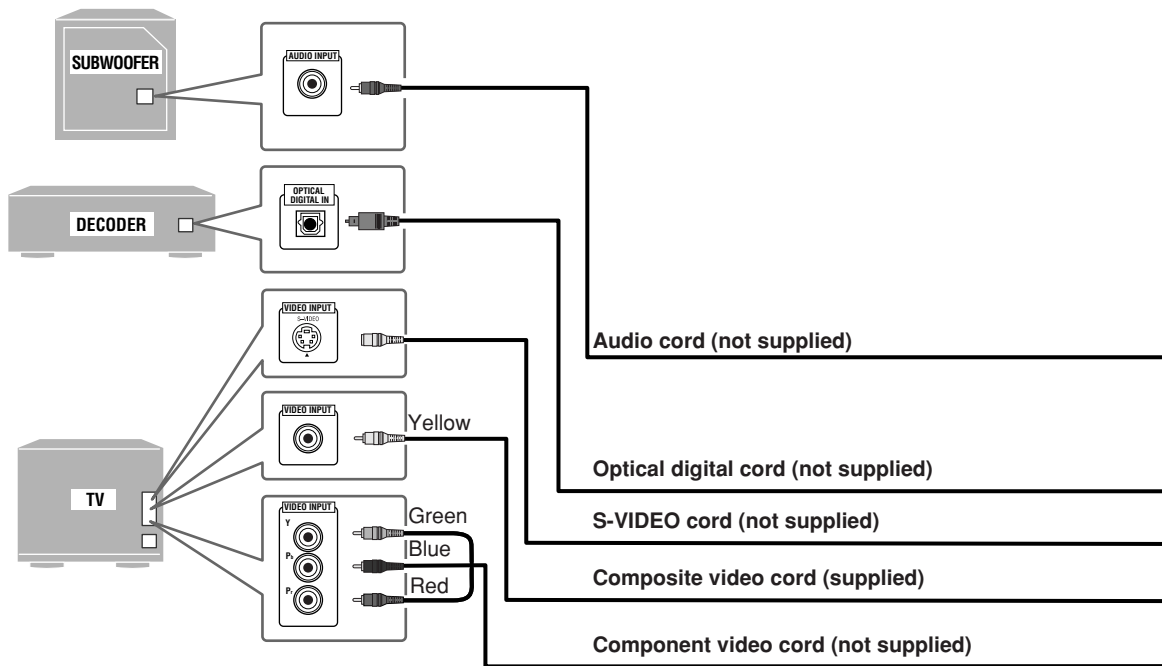 SUBWOOFER
AUDIO INPUT
DECODER
OPTICAL
DIGITAL IN
VIDEO INPUT
S-VIDEO
Audio cord (not supplied)
VIDEO INPUT
Yellow
Optical digital cord (not supplied)
TV
VIDEO INPUT
Y
Green
S-VIDEO cord (not supplied)
Pb
Blue
Composite video cord (supplied)
Pr
Red
Component video cord (not supplied)